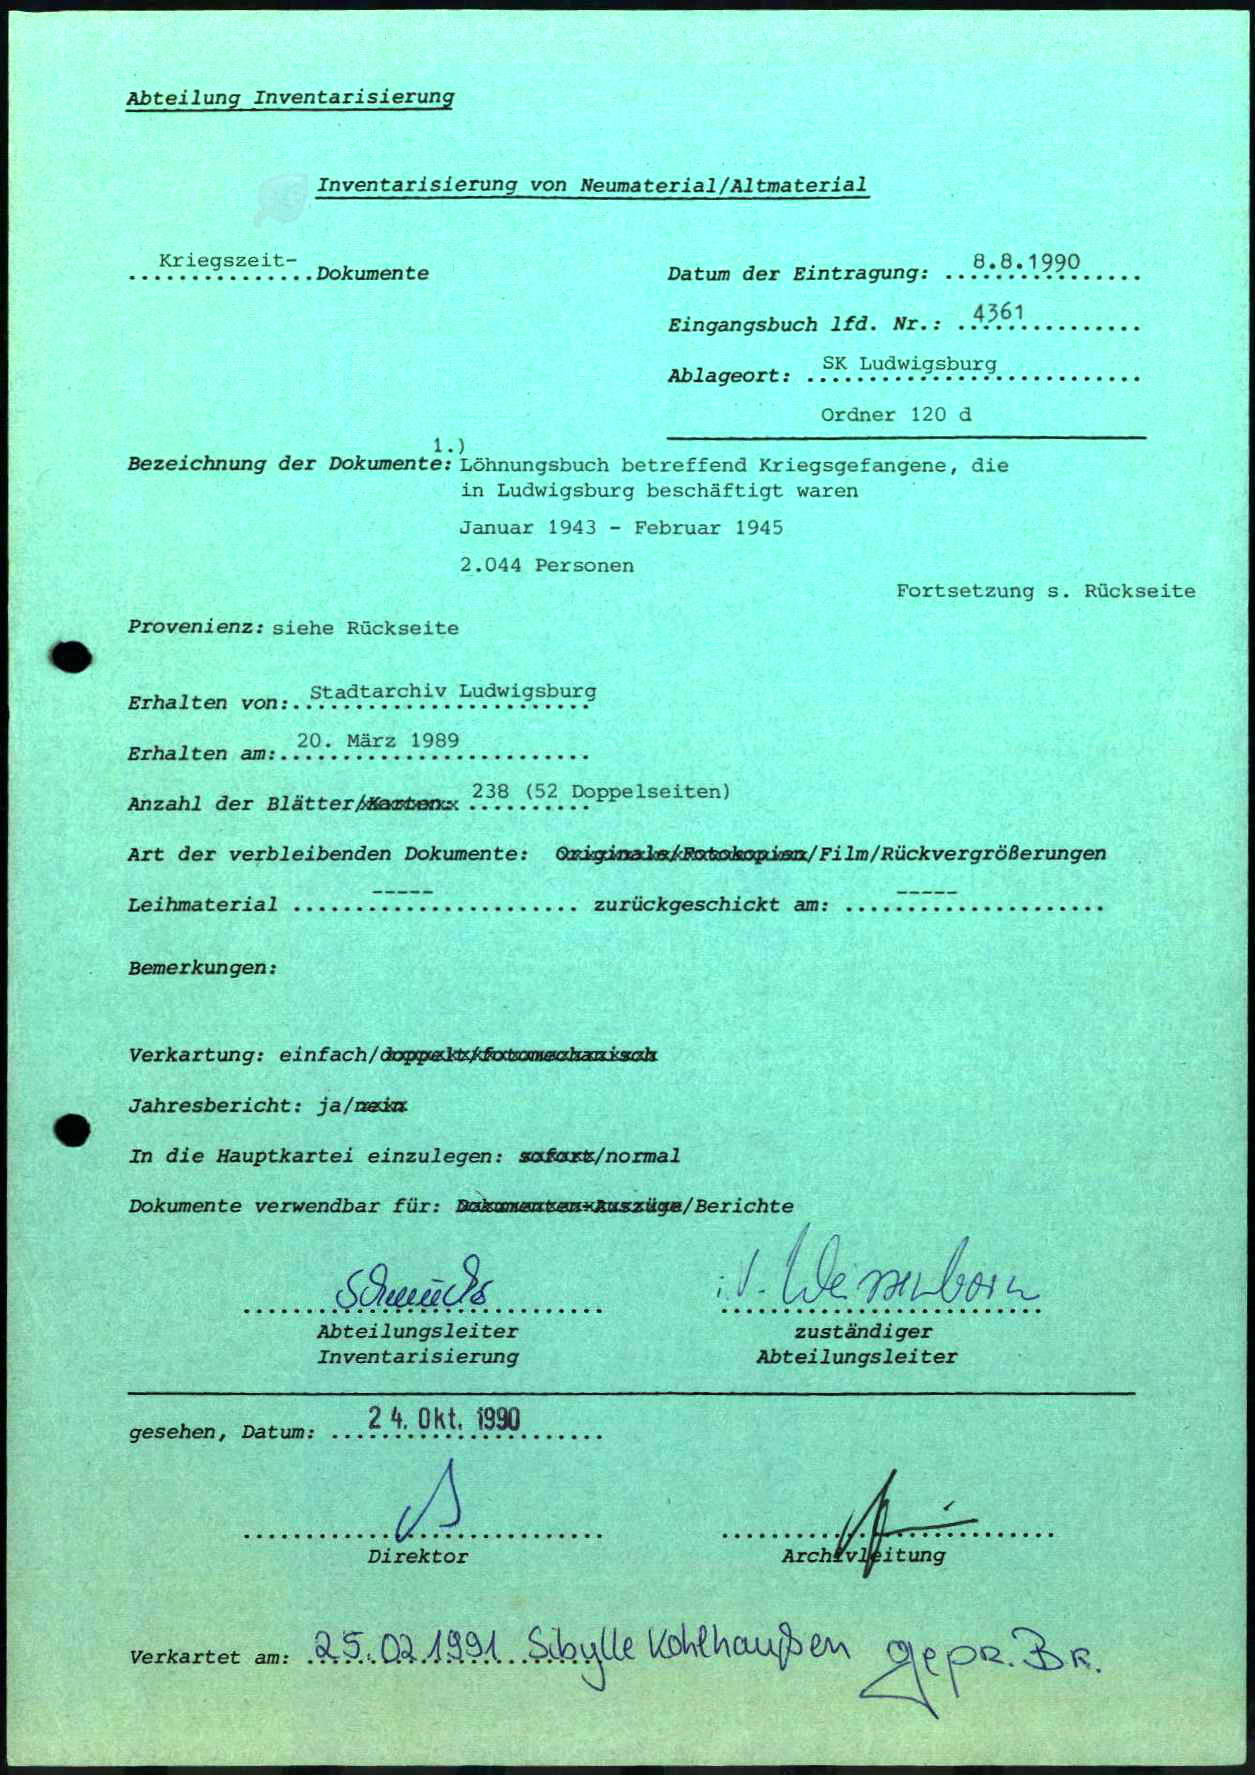 Abteilung Inventarisierung
Inventarisierung von Neumaterial/Altmaterial
Kriegszeit-Dokumente
Datum der Eintragung: 8.8.1990
Eingangsbuch lfd. Nr.: 4361
Ablageort: SK Ludwigsburg
Ordner 120 d
1.)
Bezeichnung der Dokumente: Löhnungsbuch betreffend Kriegsgefangene, die
in Ludwigsburg beschäftigt waren
Januar 1943 - Februar 1945
2.044 Personen
Fortsetzung s. Rückseite
Provenienz: siehe Rückseite
Erhalten von: Stadtarchiv Ludwigsburg
Erhalten am: 20. März 1989
Anzahl der Blätter/Karten: 238 (52 Doppelseiten)
Art der verbleibenden Dokumente: Originale/Fotokopien/Film/Rückvergrößerungen
Leihmaterial ----- zurückgeschickt am: -----
Bemerkungen:
Verkartung: einfach/doppelt/fotomechanisch
Jahresbericht: ja/nein
In die Hauptkartei einzulegen: sofort/normal
Dokumente verwendbar für: Dokumenten-Auszüge/Berichte
i.V. Weissenborn
Abteilungsleiter
Inventarisierung
zuständiger
Abteilungsleiter
gesehen, Datum: 24. Okt. 1990
Direktor
Archivleitung
Verkartet am: 25.02.1991 Sibylle Kohlhaußen gepr. Br.